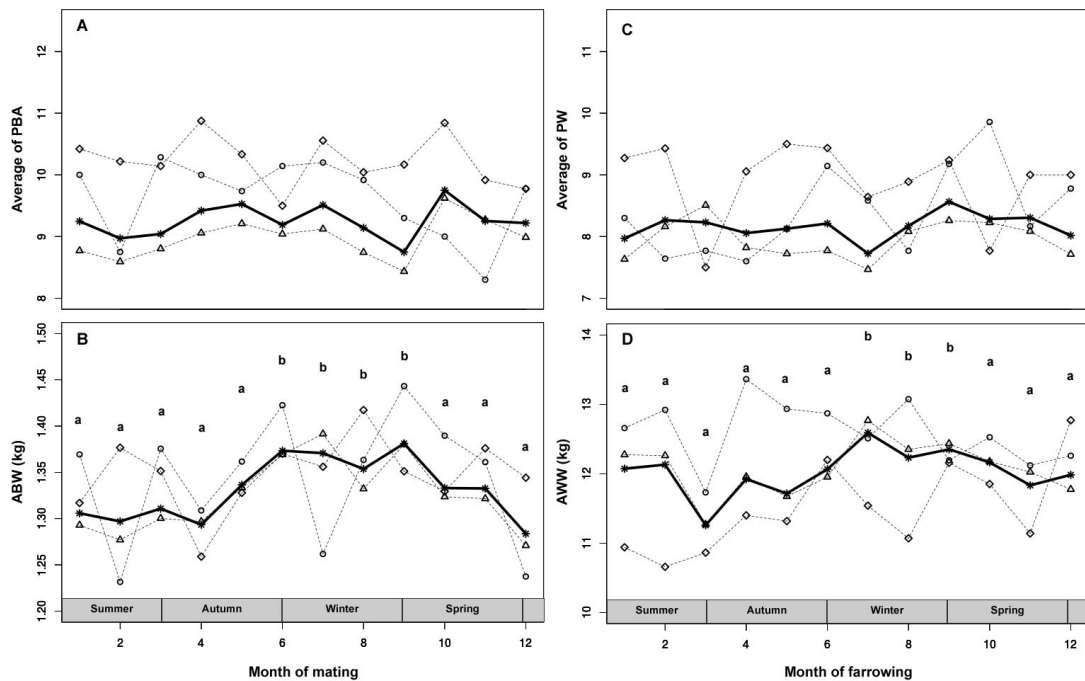 A
Average of PBA
12
11
10
9
8
C
Average of PW
11
10
9
8
7
B
ABW (kg)
1.50
1.45
1.40
1.35
1.30
1.25
1.20
a
a
a
a
a
b
b
b
b
a
a
a
Summer
Autumn
Winter
Spring
2
4
6
8
10
12
Month of mating
D
AWW (kg)
14
13
12
11
10
a
a
a
a
a
a
b
b
b
a
a
a
Summer
Autumn
Winter
Spring
2
4
6
8
10
12
Month of farrowing